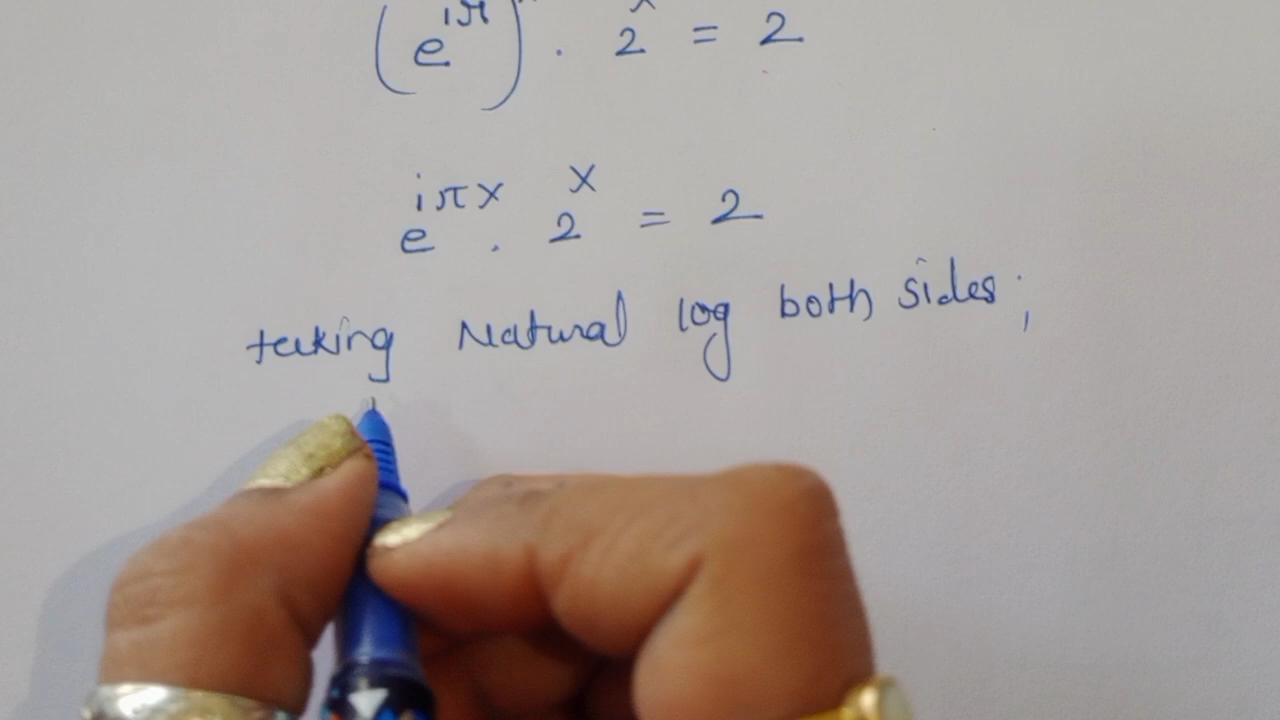 (e^iπ)^x . 2^x = 2
e^iπx . 2^x = 2
taking Natural log both sides;